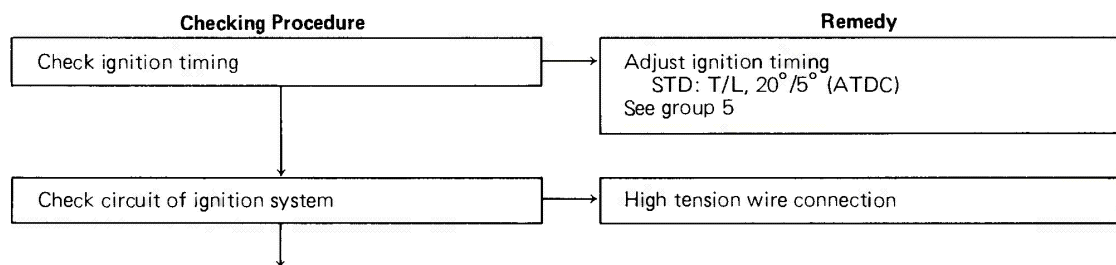 Checking Procedure
Remedy
Check ignition timing
Adjust ignition timing
STD: T/L, 20°/5° (ATDC)
See group 5
Check circuit of ignition system
High tension wire connection